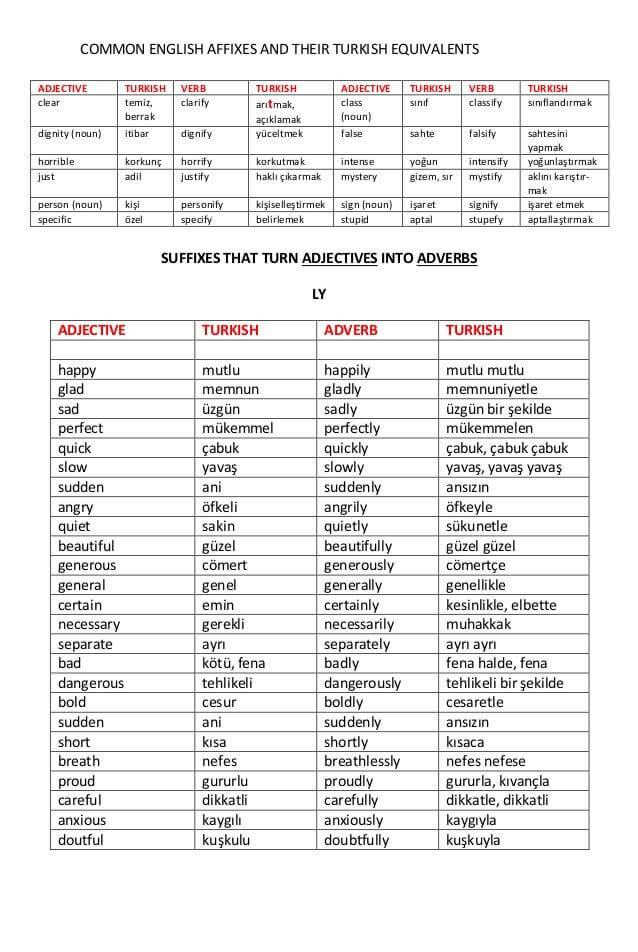 COMMON ENGLISH AFFIXES AND THEIR TURKISH EQUIVALENTS
ADJECTIVE TURKISH VERB TURKISH ADJECTIVE TURKISH VERB TURKISH
clear temiz, clarify arıtmak, class sınıf classify sınıflandırmak
berrak açıklamak (noun)
dignity (noun) itibar dignify yüceltmek false sahte falsify sahtesini
yapmak
horrible korkunç horrify korkutmak intense yoğun intensify yoğunlaştırmak
just adil justify haklı çıkarmak mystery gizem, sır mystify aklını karıştır-
mak
person (noun) kişi personify kişiselleştirmek sign (noun) işaret signify işaret etmek
specific özel specify belirlemek stupid aptal stupefy aptallaştırmak
SUFFIXES THAT TURN ADJECTIVES INTO ADVERBS
LY
ADJECTIVE TURKISH ADVERB TURKISH
happy mutlu happily mutlu mutlu
glad memnun gladly memnuniyetle
sad üzgün sadly üzgün bir şekilde
perfect mükemmel perfectly mükemmelen
quick çabuk quickly çabuk, çabuk çabuk
slow yavaş slowly yavaş, yavaş yavaş
sudden ani suddenly ansızın
angry öfkeli angrily öfkeyle
quiet sakin quietly sükunetle
beautiful güzel beautifully güzel güzel
generous cömert generously cömertçe
general genel generally genellikle
certain emin certainly kesinlikle, elbette
necessary gerekli necessarily muhakkak
separate ayrı separately ayrı ayrı
bad kötü, fena badly fena halde, fena
dangerous tehlikeli dangerously tehlikeli bir şekilde
bold cesur boldly cesaretle
sudden ani suddenly ansızın
short kısa shortly kısaca
breath nefes breathlessly nefes nefese
proud gururlu proudly gururla, kıvançla
careful dikkatli carefully dikkatle, dikkatli
anxious kaygılı anxiously kaygıyla
doutful kuşkulu doubtfully kuşkuyla